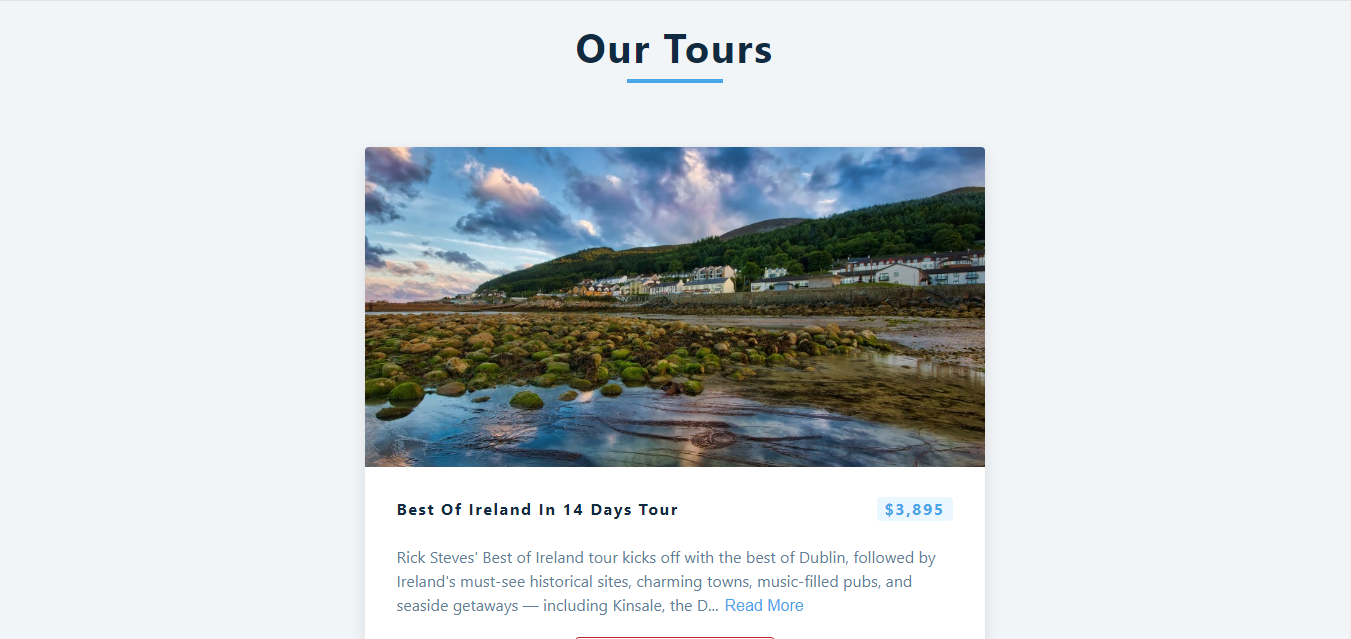 Our Tours
Best Of Ireland In 14 Days Tour
$3,895
Rick Steves' Best of Ireland tour kicks off with the best of Dublin, followed by
Ireland's must-see historical sites, charming towns, music-filled pubs, and
seaside getaways — including Kinsale, the D... Read More